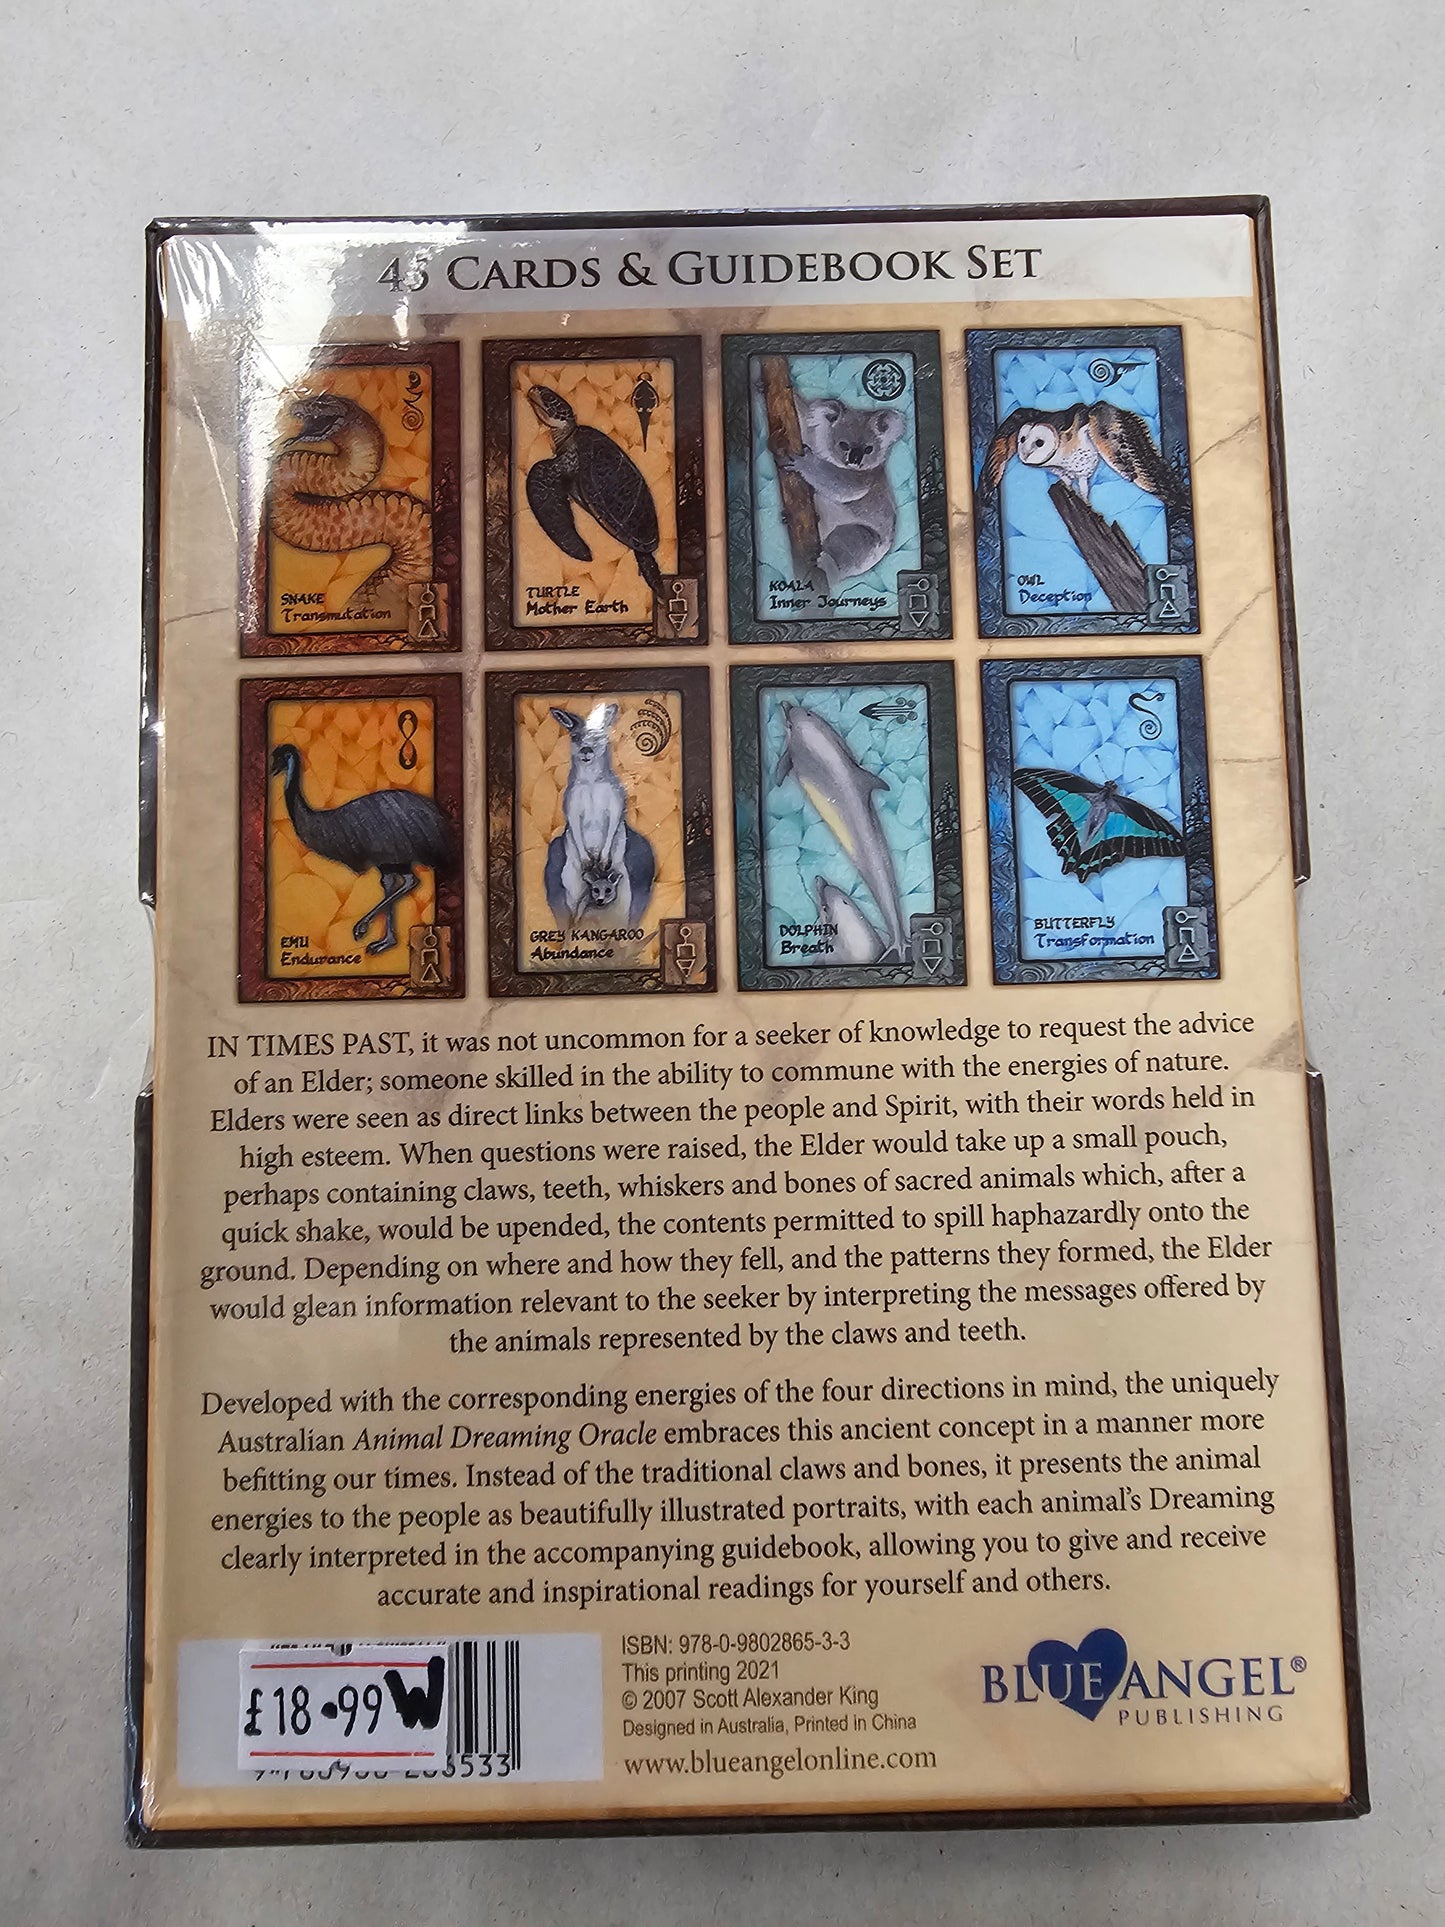 45 CARDS & GUIDEBOOK SET
SNAKE
Transmutation
TURTLE
Mother Earth
KOALA
Inner Journeys
OWL
Deception
EMU
Endurance
GREY KANGAROO
Abundance
DOLPHIN
Breath
BUTTERFLY
Transformation
IN TIMES PAST, it was not uncommon for a seeker of knowledge to request the advice
of an Elder; someone skilled in the ability to commune with the energies of nature.
Elders were seen as direct links between the people and Spirit, with their words held in
high esteem. When questions were raised, the Elder would take up a small pouch,
perhaps containing claws, teeth, whiskers and bones of sacred animals which, after a
quick shake, would be upended, the contents permitted to spill haphazardly onto the
ground. Depending on where and how they fell, and the patterns they formed, the Elder
would glean information relevant to the seeker by interpreting the messages offered by
the animals represented by the claws and teeth.
Developed with the corresponding energies of the four directions in mind, the uniquely
Australian Animal Dreaming Oracle embraces this ancient concept in a manner more
befitting our times. Instead of the traditional claws and bones, it presents the animal
energies to the people as beautifully illustrated portraits, with each animal's Dreaming
clearly interpreted in the accompanying guidebook, allowing you to give and receive
accurate and inspirational readings for yourself and others.
£18.99 W
ISBN: 978-0-9802865-3-3
This printing 2021
© 2007 Scott Alexander King
Designed in Australia, Printed in China
www.blueangelonline.com
BLUE ANGEL®
PUBLISHING